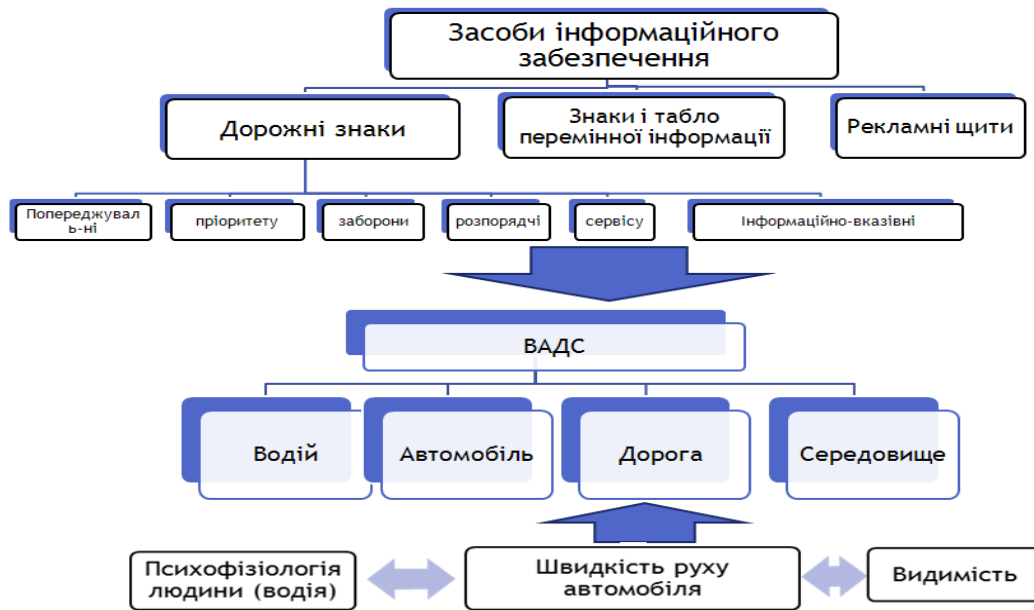 Засоби інформаційного
забезпечення
Дорожні знаки
Знаки і табло
перемінної інформації
Рекламні щити
Попереджувал
ь-ні
пріоритету
заборони
розпорядчі
сервісу
Інформаційно-вказівні
ВАДС
Водій
Автомобіль
Дорога
Середовище
Психофізіологія
людини (водія)
Швидкість руху
автомобіля
Видимість